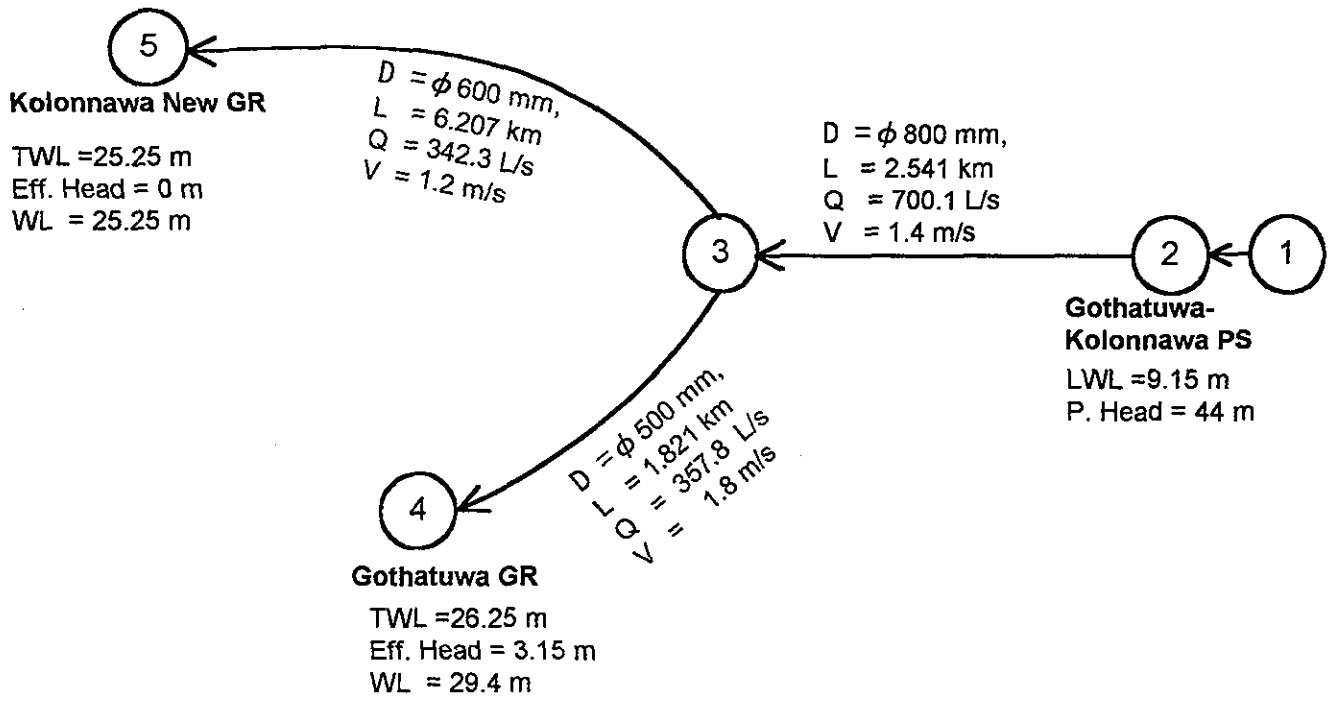 5
Kolonnawa New GR
TWL =25.25 m
Eff. Head = 0 m
WL = 25.25 m
D = ϕ 600 mm,
L = 6.207 km
Q = 342.3 L/s
V = 1.2 m/s
D = ϕ 800 mm,
L = 2.541 km
Q = 700.1 L/s
V = 1.4 m/s
3
2
1
Gothatuwa-
Kolonnawa PS
LWL =9.15 m
P. Head = 44 m
D = ϕ 500 mm,
L = 1.821 km
Q = 357.8 L/s
V = 1.8 m/s
4
Gothatuwa GR
TWL =26.25 m
Eff. Head = 3.15 m
WL = 29.4 m